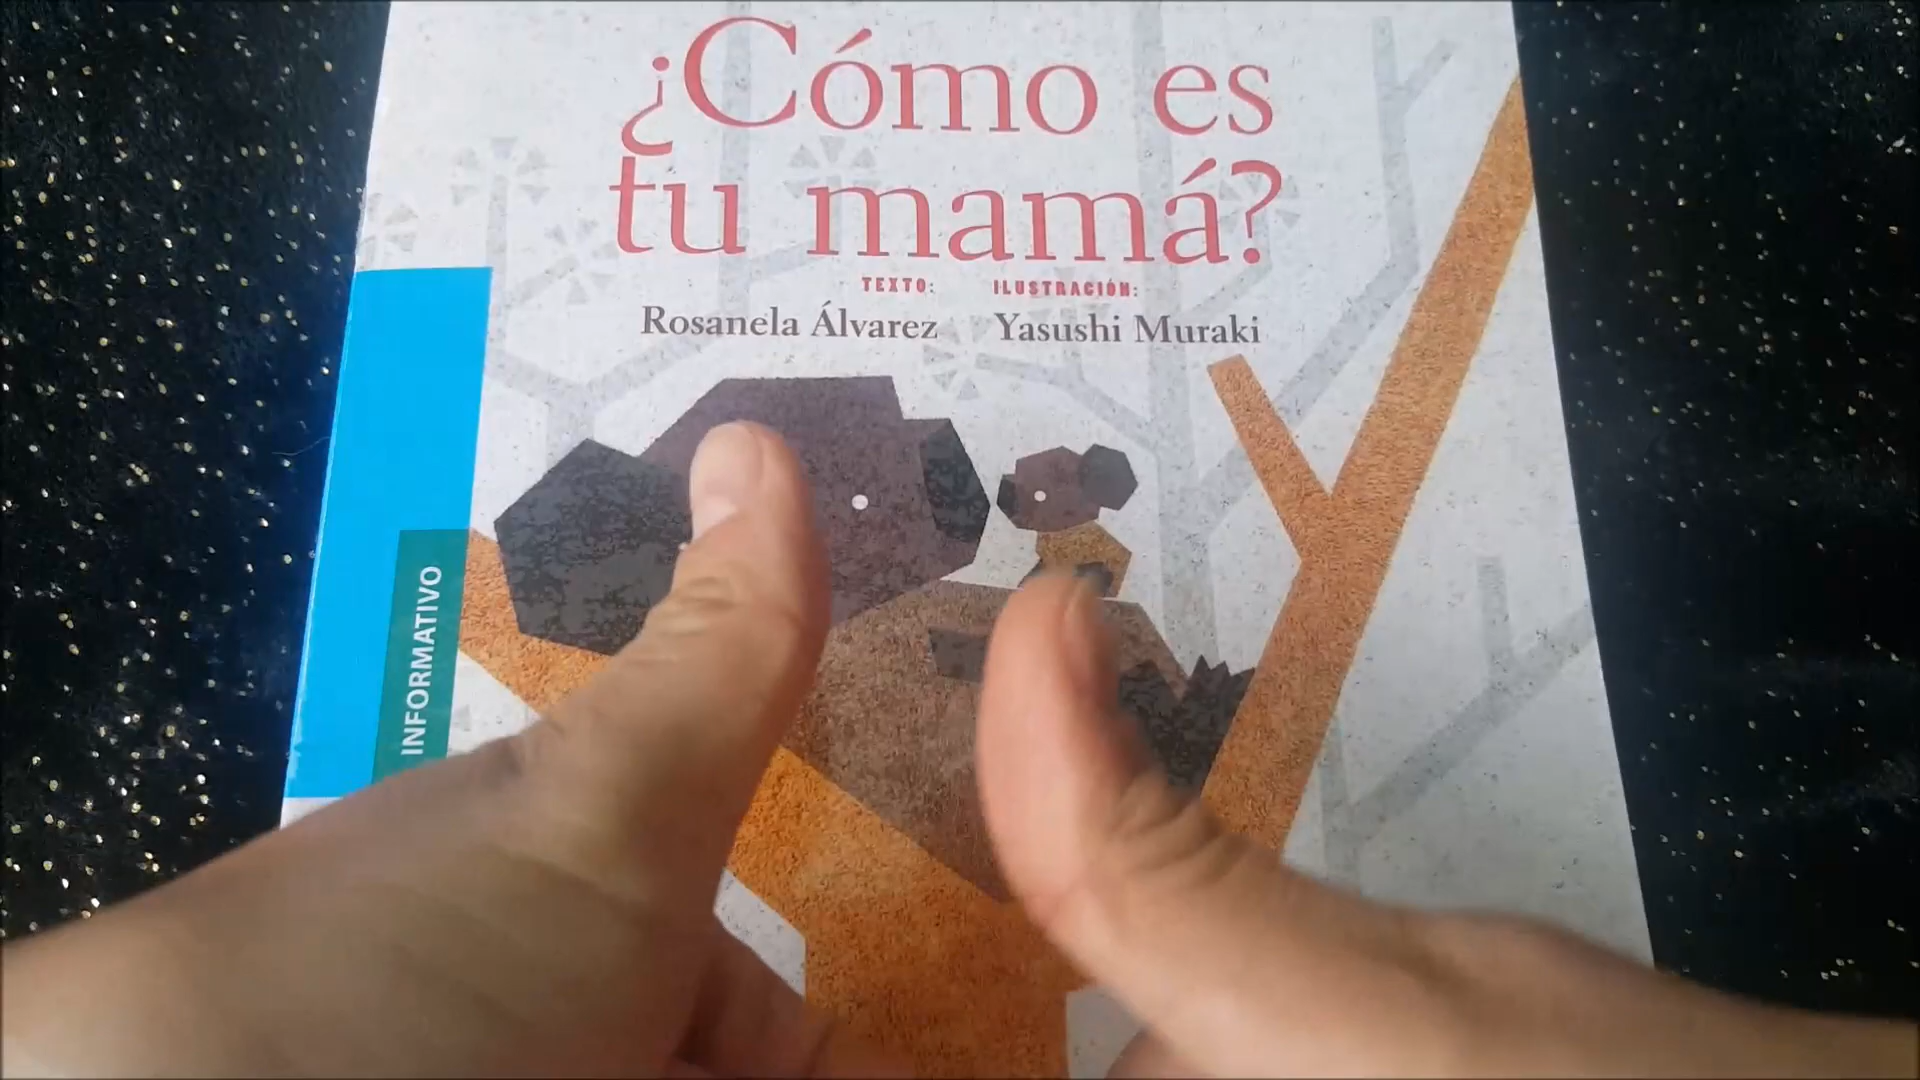 ¿Cómo es
tu mamá?
TEXTO: ILUSTRACIÓN:
Rosanela Álvarez Yasushi Muraki
INFORMATIVO